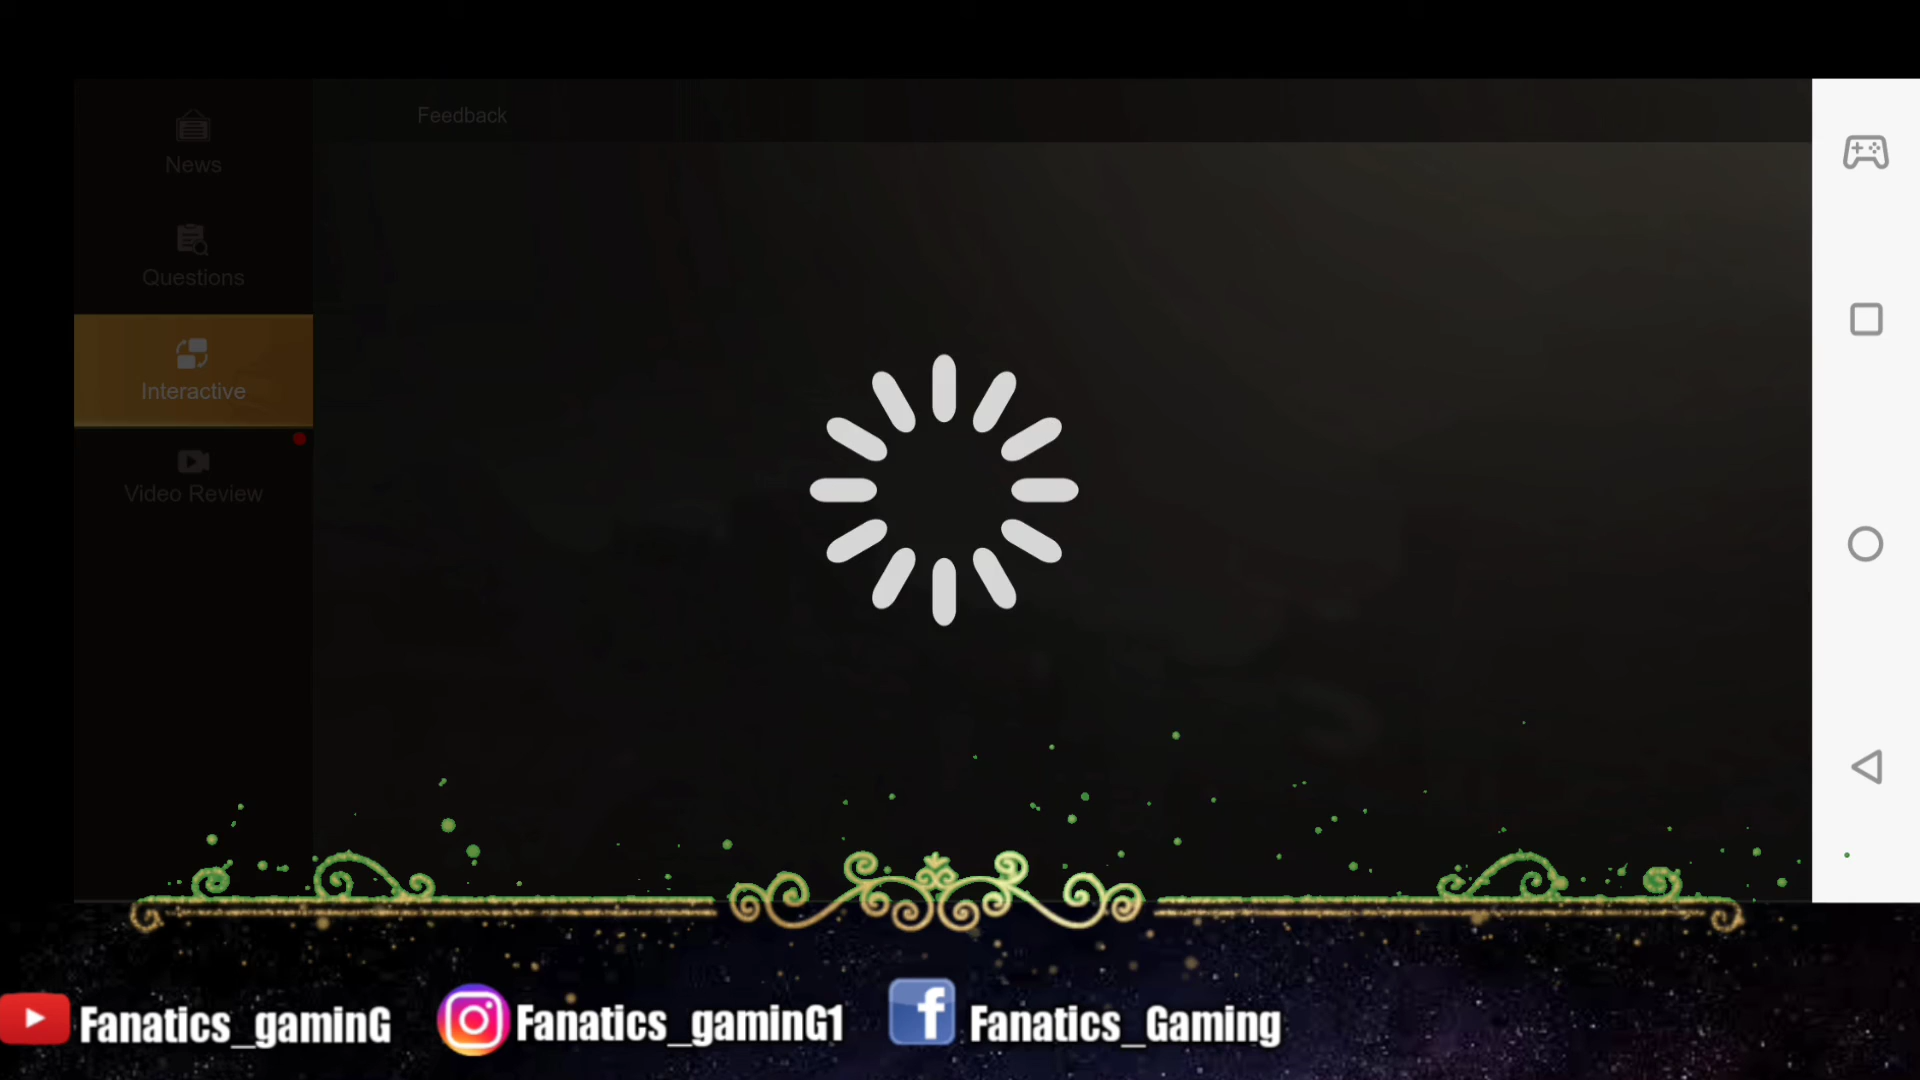 Feedback
News
Questions
Interactive
Video Review
Fanatics_gaminG
Fanatics_gaminG1
Fanatics_Gaming